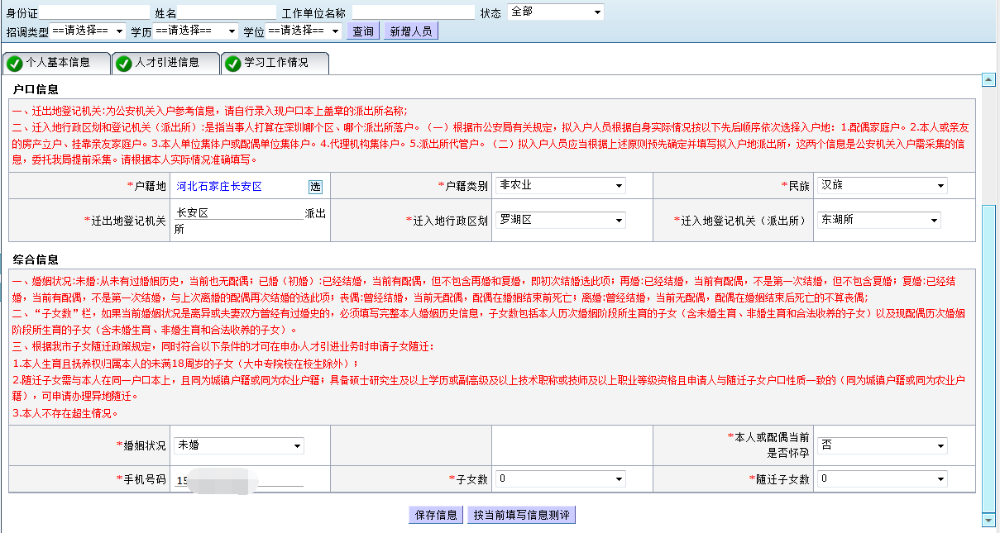 身份证 姓名 工作单位名称 状态 全部
招调类型 ==请选择== 学历 ==请选择== 学位 ==请选择== 查询 新增人员
个人基本信息 人才引进信息 学习工作情况
户口信息
一、迁出地登记机关:为公安机关入户参考信息，请自行录入现户口本上盖章的派出所名称;
二、迁入地行政区划和登记机关（派出所）:是指当事人打算在深圳哪个区、哪个派出所落户。（一）根据市公安局有关规定，拟入户人员根据自身实际情况按以下先后顺序依次选择入户地：1.配偶家庭户。2.本人或亲友
的房产立户、挂靠亲友家庭户。3.本人单位集体户或配偶单位集体户。4.代理机构集体户。5.派出所代管户。（二）拟入户人员应当根据上述原则预先确定并填写拟入户地派出所，这两个信息是公安机关入户需采集的信
息，委托我局提前采集。请根据本人实际情况准确填写。
*户籍地 河北石家庄长安区 选 *户籍类别 非农业 *民族 汉族
*迁出地登记机关 长安区 派出
所 *迁入地行政区划 罗湖区 *迁入地登记机关（派出所） 东湖所
综合信息
一、婚姻状况:未婚:从未有过婚姻历史，当前也无配偶；已婚（初婚）:已经结婚，当前有配偶，但不包含再婚和复婚，即初次结婚选此项；再婚:已经结婚，当前有配偶，不是第一次结婚，但不包含复婚；复婚:已经结
婚，当前有配偶，不是第一次结婚，与上次离婚的配偶再次结婚的选此项；丧偶:曾经结婚，当前无配偶，配偶在婚姻结束前死亡；离婚:曾经结婚，当前无配偶，配偶在婚姻结束后死亡的不算丧偶;
二、“子女数”栏，如果当前婚姻状况是离异或夫妻双方曾经有过婚史的，必须填写完整本人婚姻历史信息，子女数包括本人历次婚姻阶段所生育的子女（含未婚生育、非婚生育和合法收养的子女）以及现配偶历次婚姻
阶段所生育的子女（含未婚生育、非婚生育和合法收养的子女）。
三、根据我市子女随迁政策规定，同时符合以下条件的才可在申办人才引进业务时申请子女随迁：
1.本人生育且抚养权归属本人的未满18周岁的子女（大中专院校在校生除外）；
2.随迁子女需与本人在同一户口本上，且同为城镇户籍或同为农业户籍；具备硕士研究生及以上学历或副高级及以上技术职称或技师及以上职业等级资格且申请人与随迁子女户口性质一致的（同为城镇户籍或同为农业户
籍），可申请办理异地随迁。
3.本人不存在超生情况。
*婚姻状况 未婚 *本人或配偶当前
是否怀孕 否
*手机号码 15 *子女数 0 *随迁子女数 0
保存信息 按当前填写信息测评